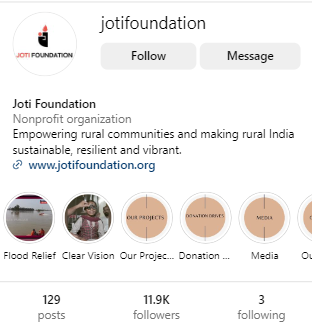 jotifoundation
JOTI FOUNDATION
Follow
Message
Joti Foundation
Nonprofit organization
Empowering rural communities and making rural India
sustainable, resilient and vibrant.
www.jotifoundation.org
OUR PROJECTS
DONATION DRIVES
MEDIA
Flood Relief
Clear Vision
Our Projec...
Donation ...
Media
Ou
129
11.9K
3
posts
followers
following